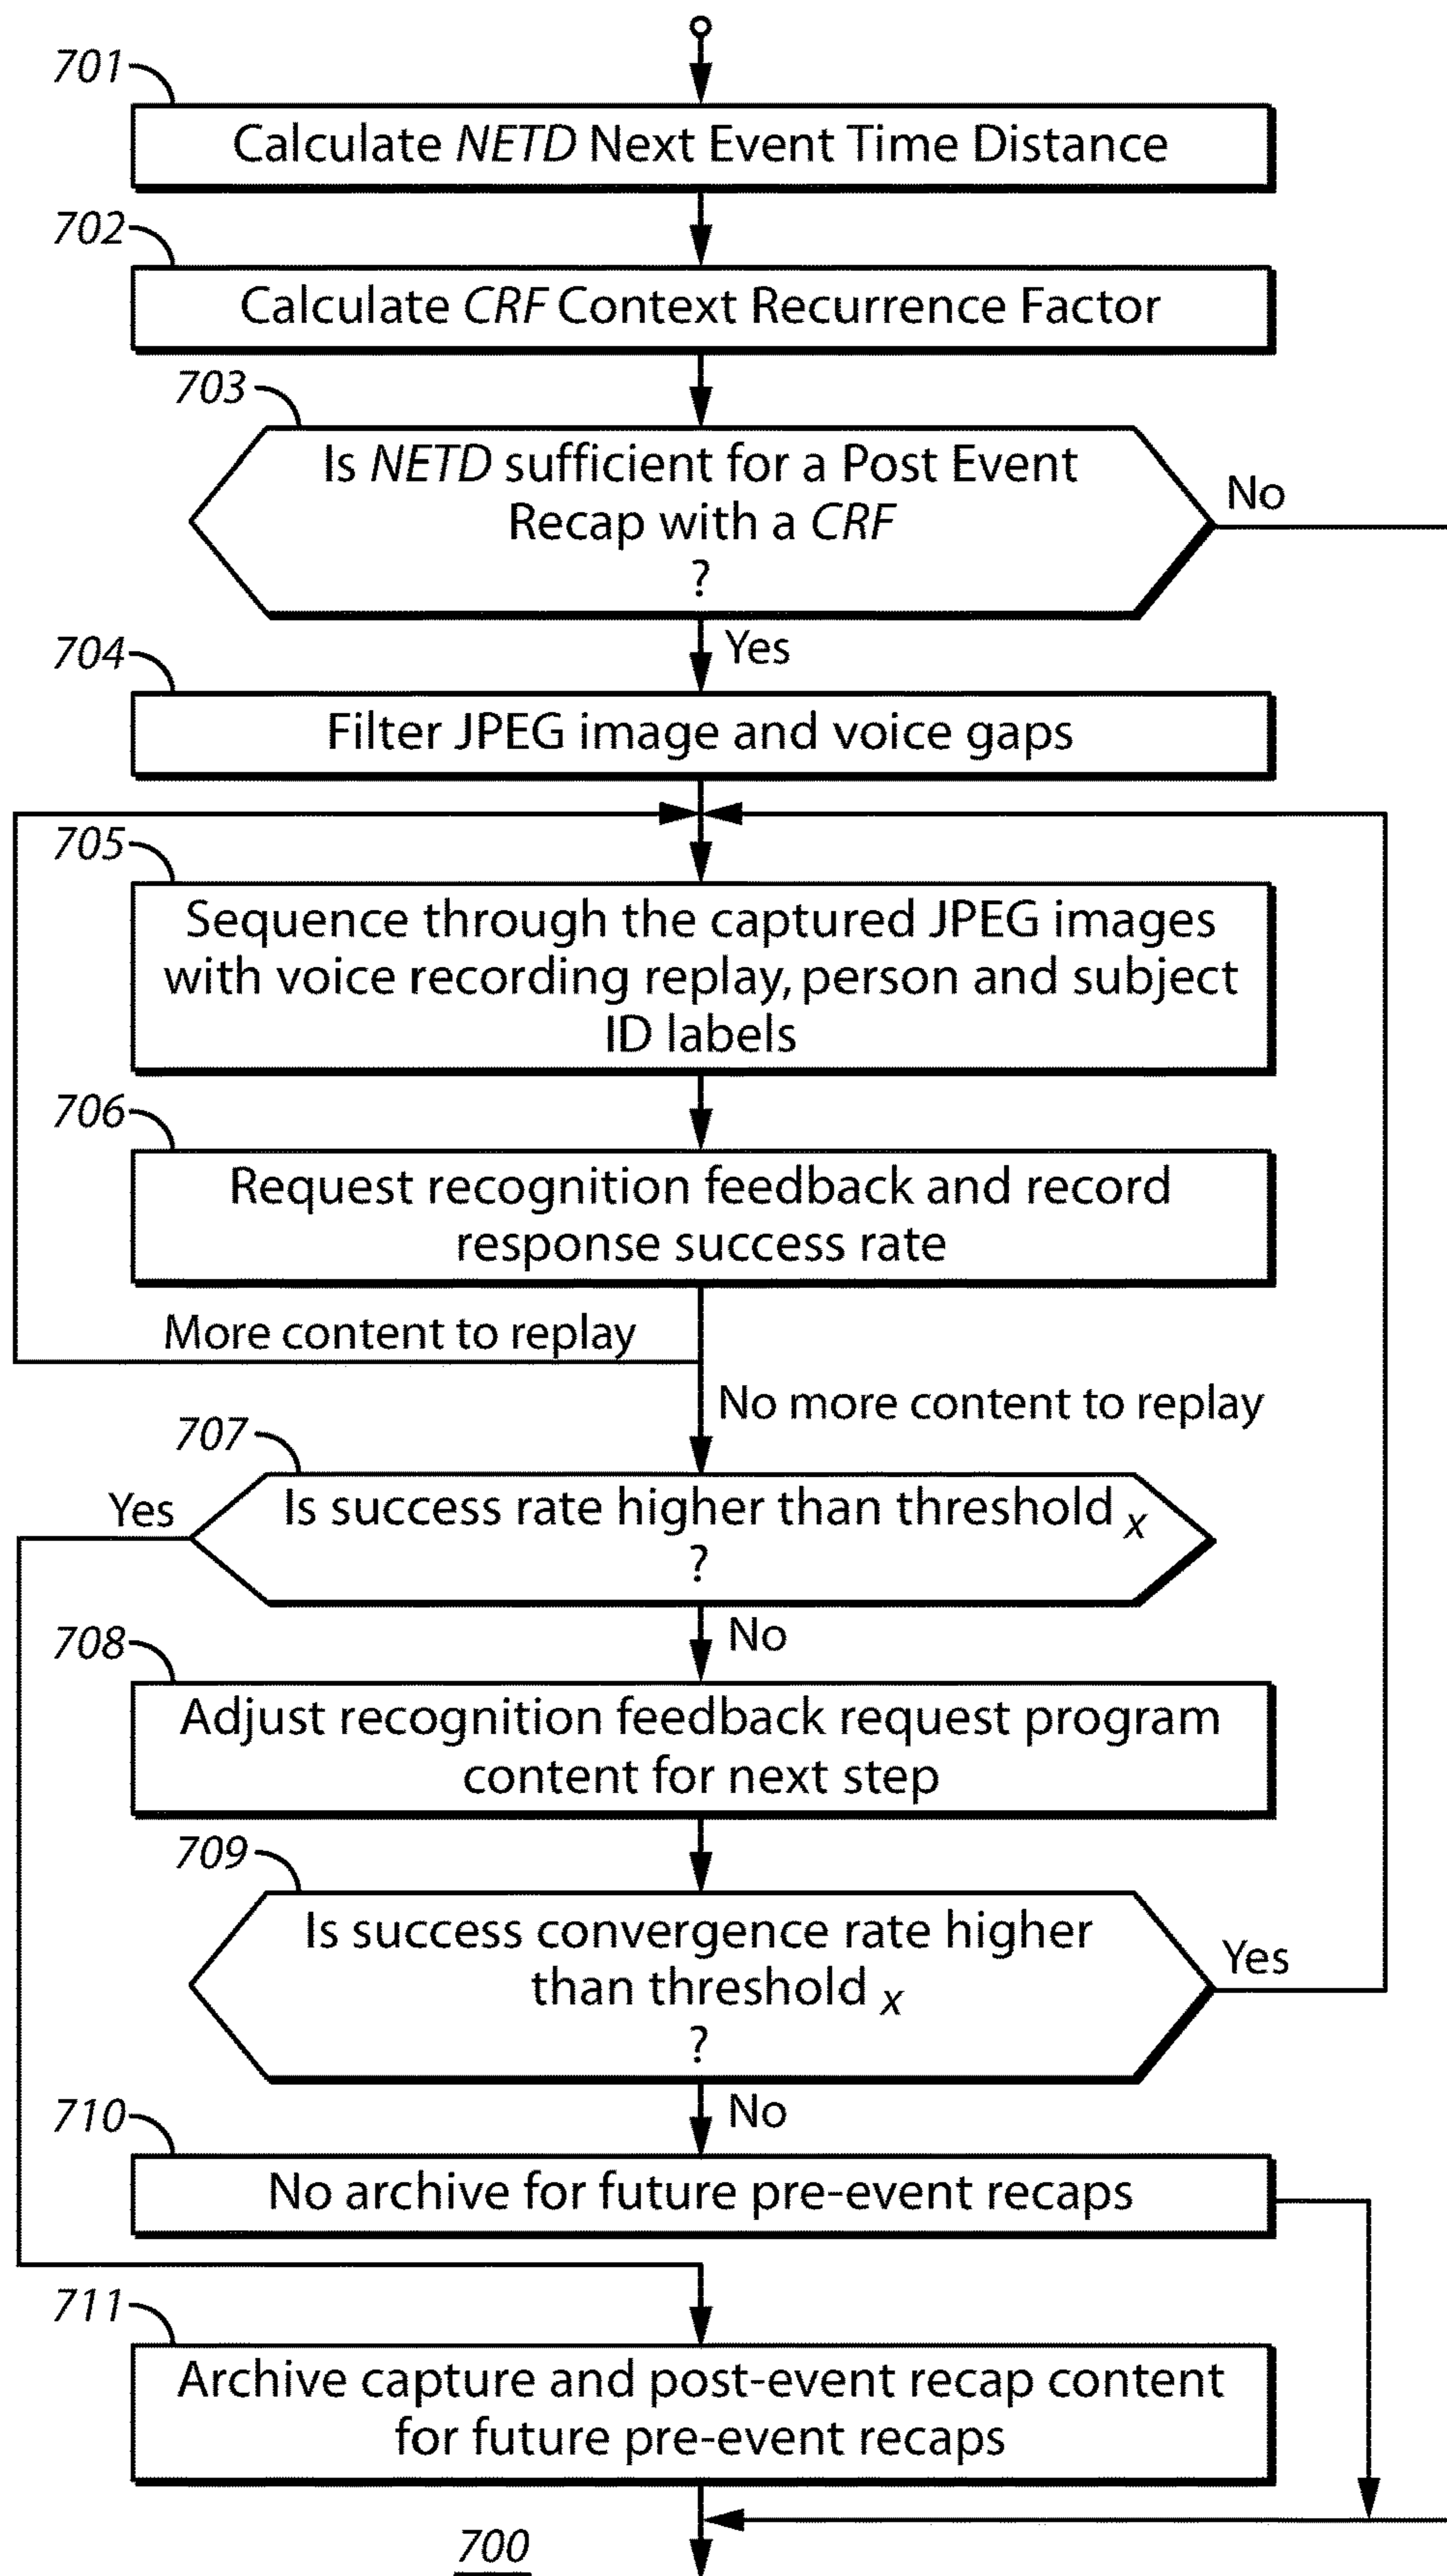 701
Calculate NETD Next Event Time Distance
702
Calculate CRF Context Recurrence Factor
703
Is NETD sufficient for a Post Event
Recap with a CRF
?
No
Yes
704
Filter JPEG image and voice gaps
705
Sequence through the captured JPEG images
with voice recording replay, person and subject
ID labels
706
Request recognition feedback and record
response success rate
More content to replay
No more content to replay
707
Yes
Is success rate higher than threshold x
?
No
708
Adjust recognition feedback request program
content for next step
709
Is success convergence rate higher
than threshold x
?
Yes
No
710
No archive for future pre-event recaps
711
Archive capture and post-event recap content
for future pre-event recaps
700